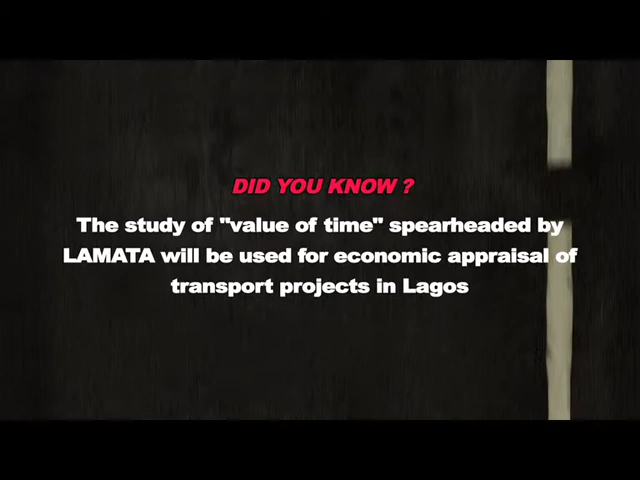 DID YOU KNOW ?
The study of "value of time" spearheaded by
LAMATA will be used for economic appraisal of
transport projects in Lagos